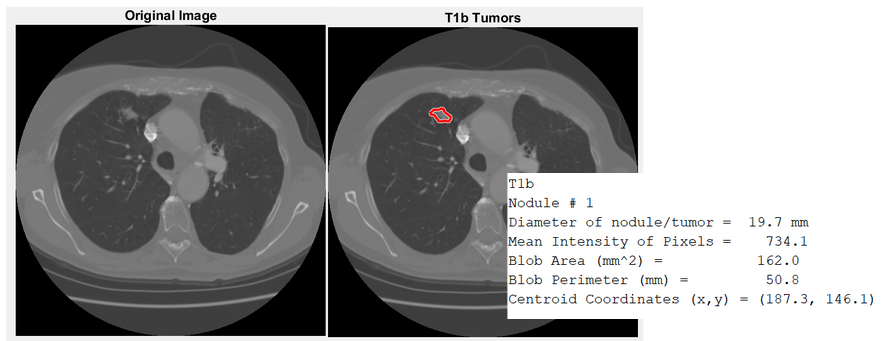 Original Image
T1b Tumors
T1b
Nodule # 1
Diameter of nodule/tumor = 19.7 mm
Mean Intensity of Pixels = 734.1
Blob Area (mm^2) = 162.0
Blob Perimeter (mm) = 50.8
Centroid Coordinates (x,y) = (187.3, 146.1)